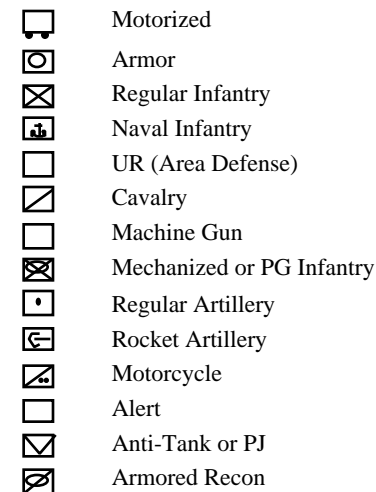 Motorized
Armor
Regular Infantry
Naval Infantry
UR (Area Defense)
Cavalry
Machine Gun
Mechanized or PG Infantry
Regular Artillery
Rocket Artillery
Motorcycle
Alert
Anti-Tank or PJ
Armored Recon